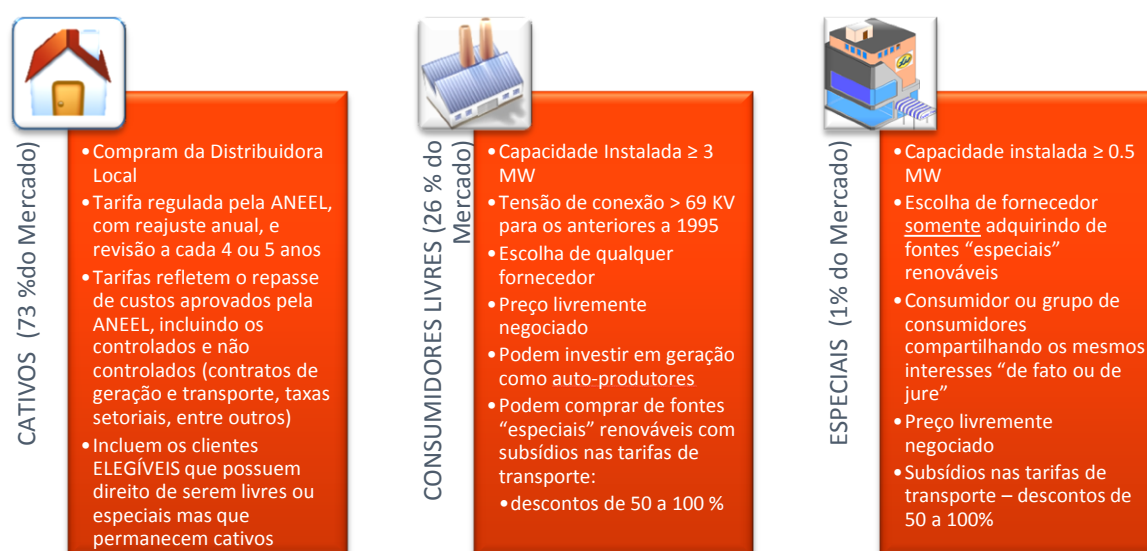 CATIVOS (73 %do Mercado)
•Compram da Distribuidora
Local
•Tarifa regulada pela ANEEL,
com reajuste anual, e
revisão a cada 4 ou 5 anos
•Tarifas refletem o repasse
de custos aprovados pela
ANEEL, incluindo os
controlados e não
controlados (contratos de
geração e transporte, taxas
setoriais, entre outros)
•Incluem os clientes
ELEGÍVEIS que possuem
direito de serem livres ou
especiais mas que
permanecem cativos
CONSUMIDORES LIVRES (26 % do
Mercado)
•Capacidade Instalada ≥ 3
MW
•Tensão de conexão > 69 KV
para os anteriores a 1995
•Escolha de qualquer
fornecedor
•Preço livremente
negociado
•Podem investir em geração
como auto-produtores
•Podem comprar de fontes
“especiais” renováveis com
subsídios nas tarifas de
transporte:
•descontos de 50 a 100 %
ESPECIAIS (1% do Mercado)
•Capacidade instalada ≥ 0.5
MW
•Escolha de fornecedor
somente adquirindo de
fontes “especiais”
renováveis
•Consumidor ou grupo de
consumidores
compartilhando os mesmos
interesses “de fato ou de
jure”
•Preço livremente
negociado
•Subsídios nas tarifas de
transporte – descontos de
50 a 100%